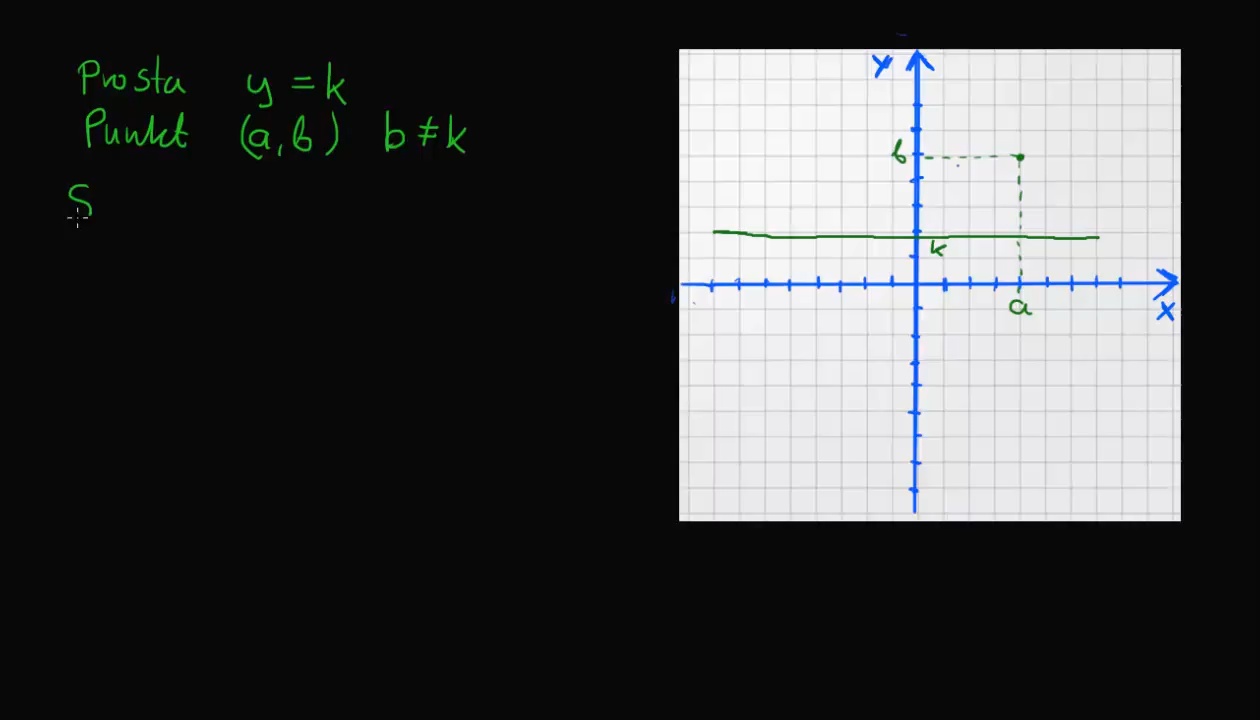 Prosta y = k
Punkt (a, b) b ≠ k
S
y
b
k
a
x